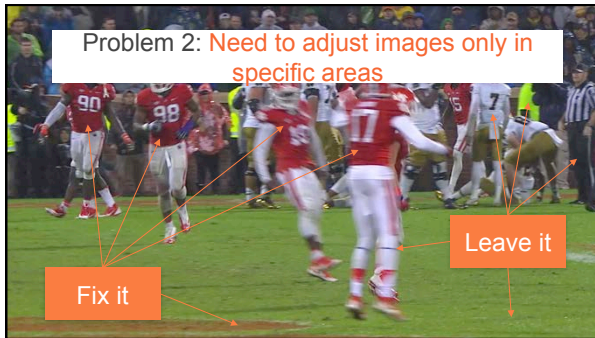 Problem 2: Need to adjust images only in
specific areas
90
98
17
7
Leave it
Fix it